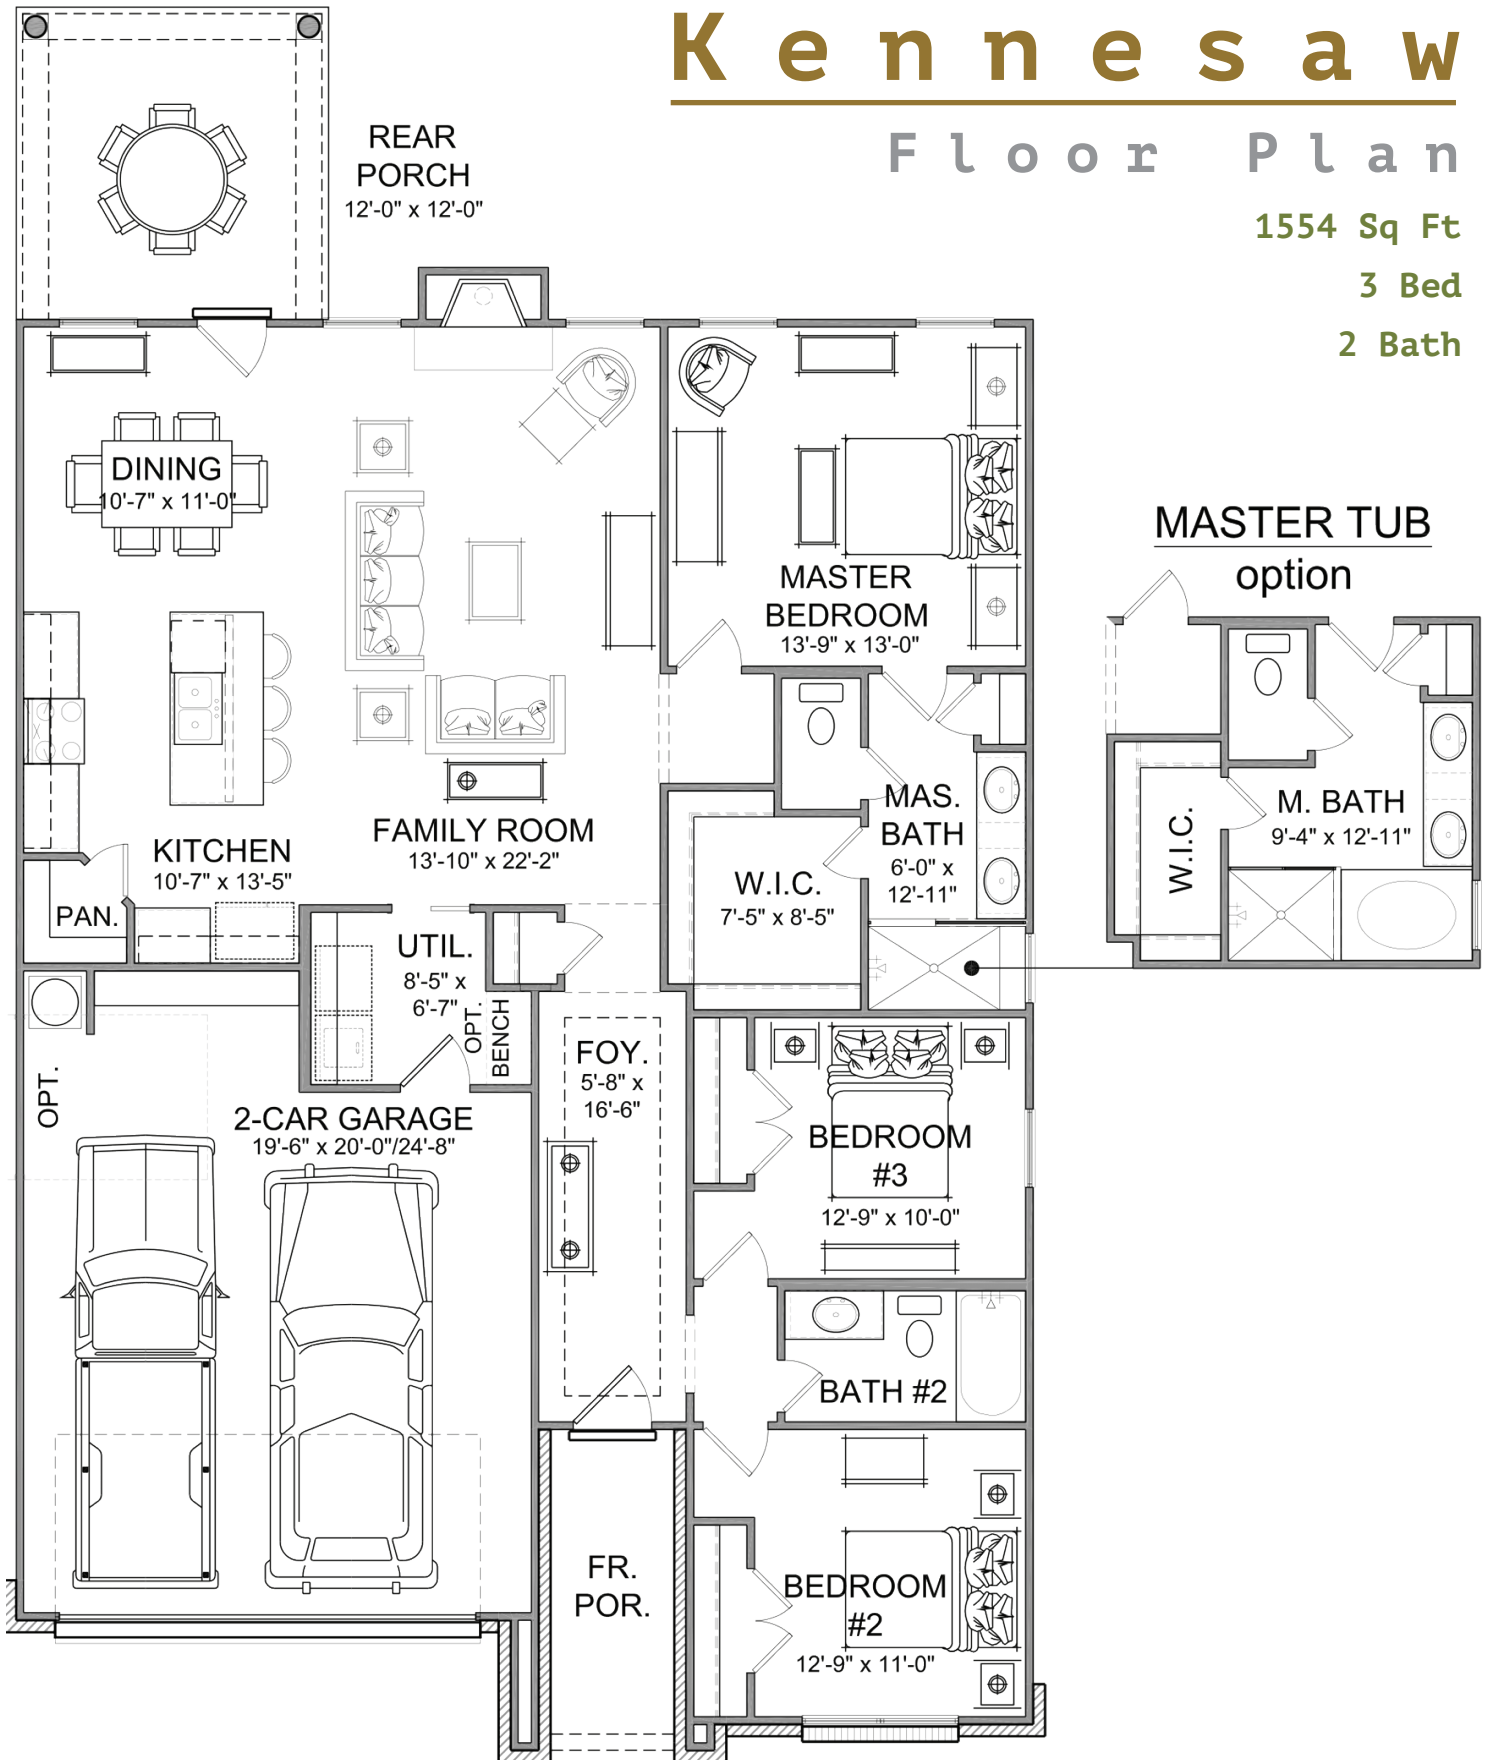 Kennesaw
Floor Plan
1554 Sq Ft
3 Bed
2 Bath
REAR
PORCH
12'-0" x 12'-0"
DINING
10'-7" x 11'-0"
MASTER
BEDROOM
13'-9" x 13'-0"
MASTER TUB
option
KITCHEN
10'-7" x 13'-5"
FAMILY ROOM
13'-10" x 22'-2"
MAS.
BATH
6'-0" x
12'-11"
W.I.C.
7'-5" x 8'-5"
W.I.C.
M. BATH
9'-4" x 12'-11"
PAN.
UTIL.
8'-5" x
6'-7"
OPT.
BENCH
FOY.
5'-8" x
16'-6"
OPT.
2-CAR GARAGE
19'-6" x 20'-0"/24'-8"
BEDROOM
#3
12'-9" x 10'-0"
BATH #2
FR.
POR.
BEDROOM
#2
12'-9" x 11'-0"